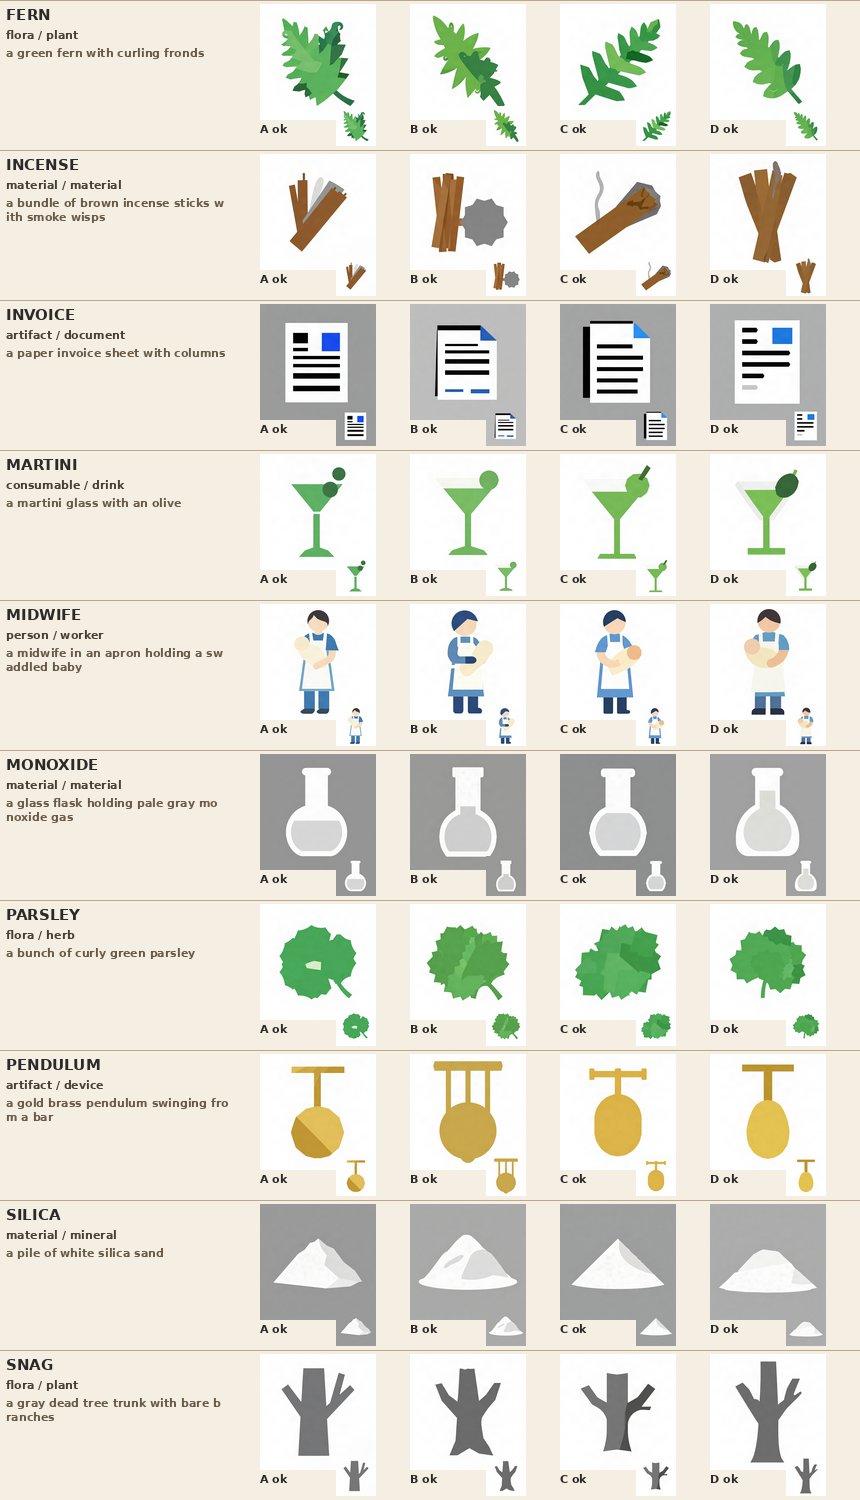 FERN
flora / plant
a green fern with curling fronds
A ok
B ok
C ok
D ok
INCENSE
material / material
a bundle of brown incense sticks w
ith smoke wisps
A ok
B ok
C ok
D ok
INVOICE
artifact / document
a paper invoice sheet with columns
A ok
B ok
C ok
D ok
MARTINI
consumable / drink
a martini glass with an olive
A ok
B ok
C ok
D ok
MIDWIFE
person / worker
a midwife in an apron holding a sw
addled baby
A ok
B ok
C ok
D ok
MONOXIDE
material / material
a glass flask holding pale gray mo
noxide gas
A ok
B ok
C ok
D ok
PARSLEY
flora / herb
a bunch of curly green parsley
A ok
B ok
C ok
D ok
PENDULUM
artifact / device
a gold brass pendulum swinging fro
m a bar
A ok
B ok
C ok
D ok
SILICA
material / mineral
a pile of white silica sand
A ok
B ok
C ok
D ok
SNAG
flora / plant
a gray dead tree trunk with bare b
ranches
A ok
B ok
C ok
D ok